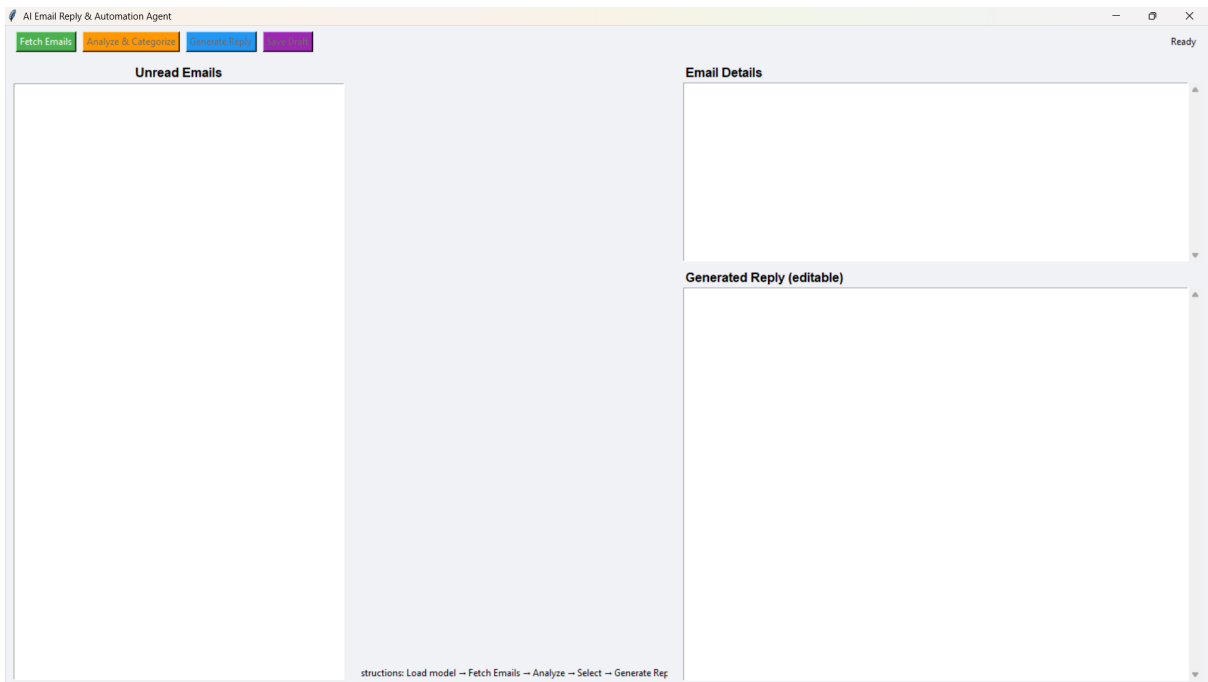 AI Email Reply & Automation Agent
Fetch Emails Analyze & Categorize Generate Reply Save Draft Ready
Unread Emails
Email Details
Generated Reply (editable)
structions: Load model → Fetch Emails → Analyze → Select → Generate Rep